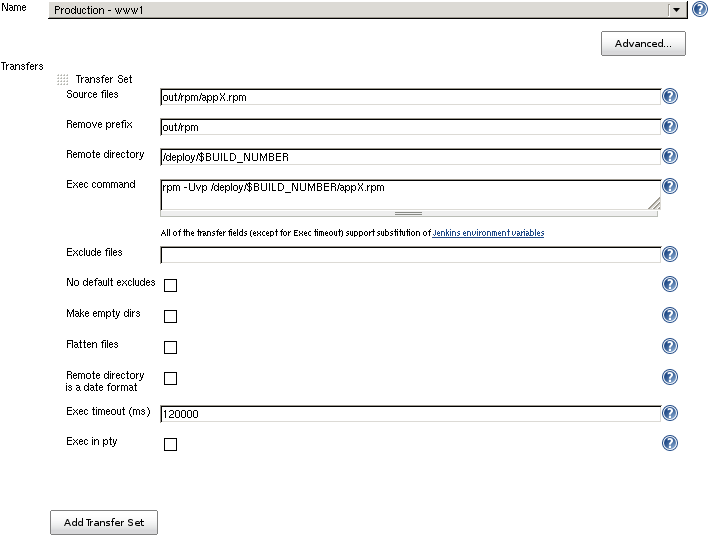 Name
Production - www1
?
Advanced...
Transfers
Transfer Set
Source files
out/rpm/appX.rpm
?
Remove prefix
out/rpm
?
Remote directory
/deploy/$BUILD_NUMBER
?
Exec command
rpm -Uvp /deploy/$BUILD_NUMBER/appX.rpm
?
All of the transfer fields (except for Exec timeout) support substitution of Jenkins environment variables
Exclude files
?
No default excludes
?
Make empty dirs
?
Flatten files
?
Remote directory
is a date format
?
Exec timeout (ms)
120000
?
Exec in pty
?
Add Transfer Set